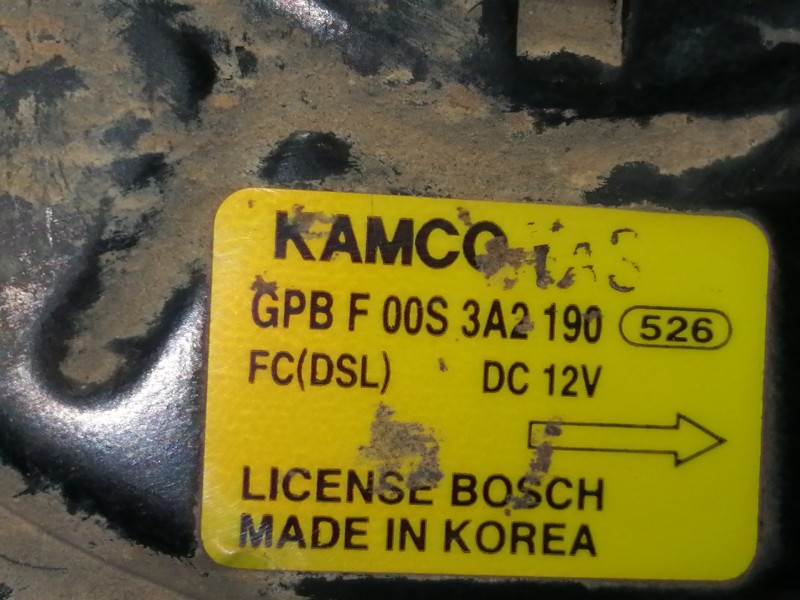 KAMCO
GPB F 00S 3A2 190 526
FC(DSL) DC 12V
LICENSE BOSCH
MADE IN KOREA